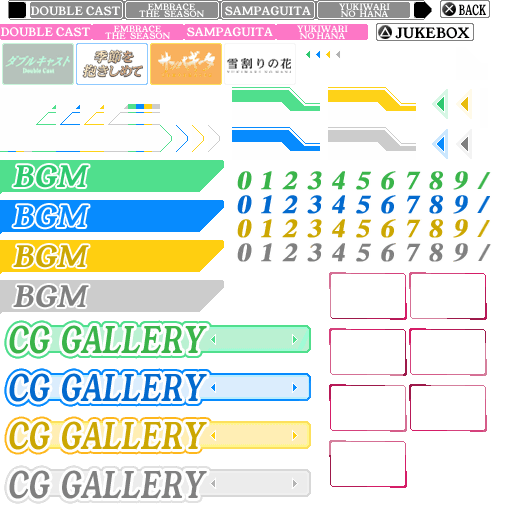 DOUBLE CAST
EMBRACE
THE SEASON
SAMPAGUITA
YUKIWARI
NO HANA
BACK
DOUBLE CAST
EMBRACE
THE SEASON
SAMPAGUITA
YUKIWARI
NO HANA
JUKEBOX
ダブルキャスト
Double Cast
季節を
抱きしめて
サンパギータ
雪割りの花
YUKIWARI NO HANA
BGM
0 1 2 3 4 5 6 7 8 9 /
BGM
0 1 2 3 4 5 6 7 8 9 /
BGM
0 1 2 3 4 5 6 7 8 9 /
BGM
0 1 2 3 4 5 6 7 8 9 /
CG GALLERY
CG GALLERY
CG GALLERY
CG GALLERY